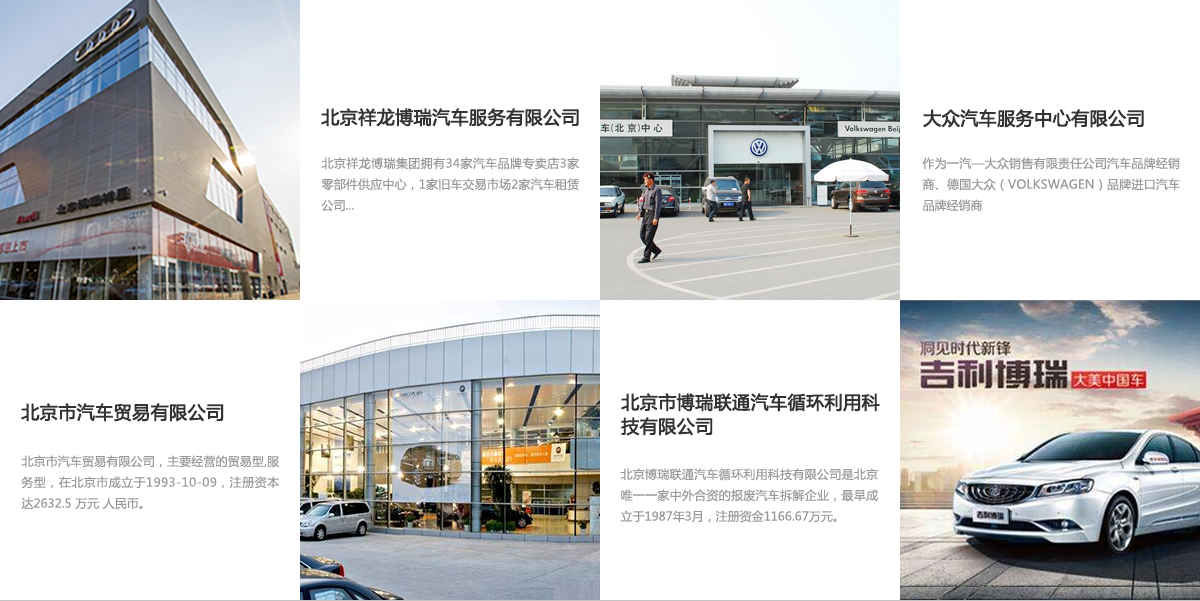 北京祥龙博瑞汽车服务有限公司
北京祥龙博瑞集团拥有34家汽车品牌专卖店3家
零部件供应中心，1家旧车交易市场2家汽车租赁
公司...
车(北京)中心
Volkswagen Beij
大众汽车服务中心有限公司
作为一汽—大众销售有限责任公司汽车品牌经销
商、德国大众（VOLKSWAGEN）品牌进口汽车
品牌经销商
北京市汽车贸易有限公司
北京市汽车贸易有限公司，主要经营的贸易型,服
务型，在北京市成立于1993-10-09，注册资本
达2632.5 万元 人民币。
北京市博瑞联通汽车循环利用科
技有限公司
北京博瑞联通汽车循环利用科技有限公司是北京
唯一一家中外合资的报废汽车拆解企业，最早成
立于1987年3月，注册资金1166.67万元。
洞见时代新锋
吉利博瑞 大美中国车
吉利博瑞